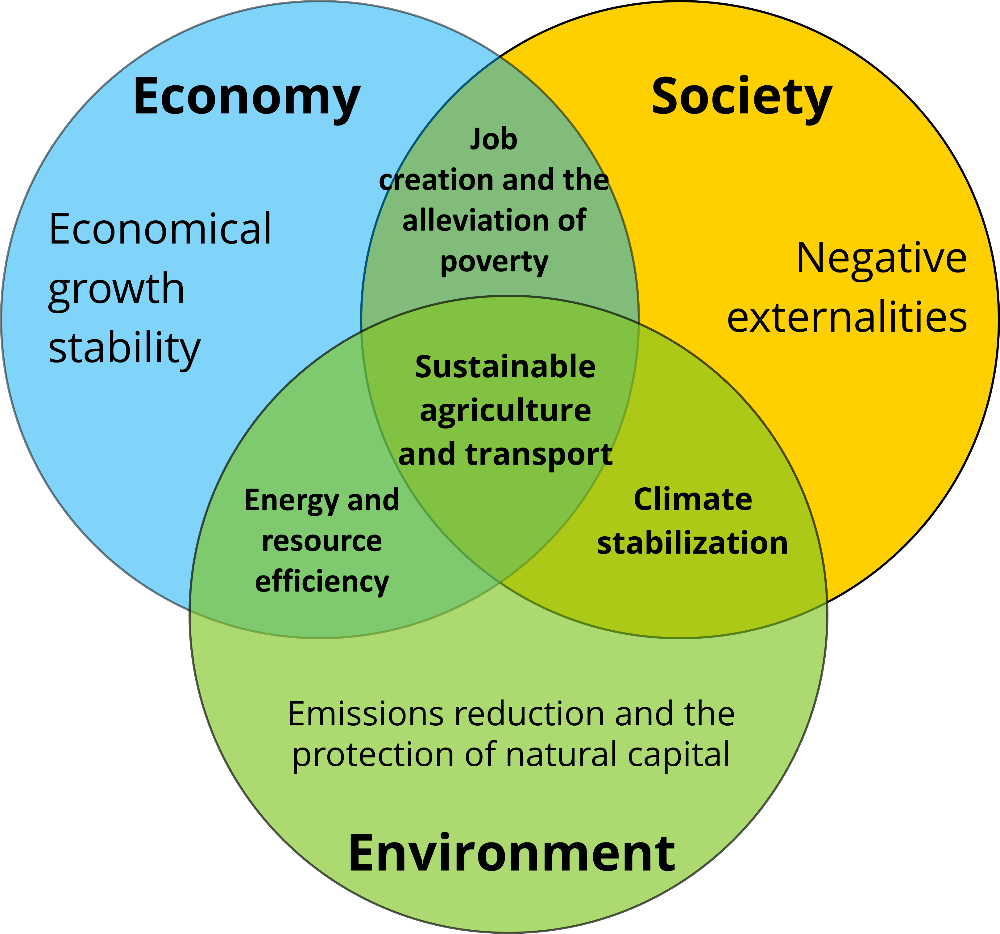 Economy
Society
Job
creation and the
alleviation of
poverty
Economical
growth
stability
Negative
externalities
Sustainable
agriculture
and transport
Energy and
resource
efficiency
Climate
stabilization
Emissions reduction and the
protection of natural capital
Environment